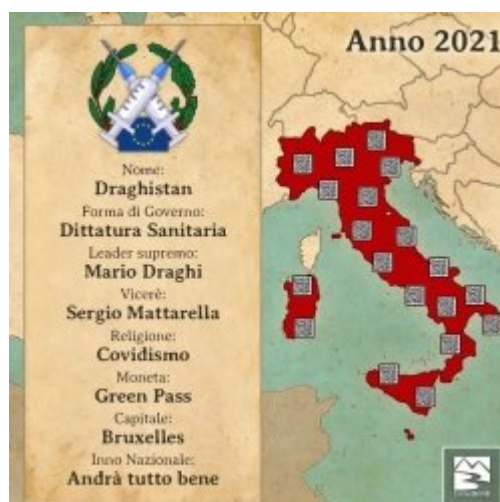 Anno 2021
Nome:
Draghistan
Forma di Governo:
Dittatura Sanitaria
Leader supremo:
Mario Draghi
Vicerè:
Sergio Mattarella
Religione:
Covidismo
Moneta:
Green Pass
Capitale:
Bruxelles
Inno Nazionale:
Andrà tutto bene